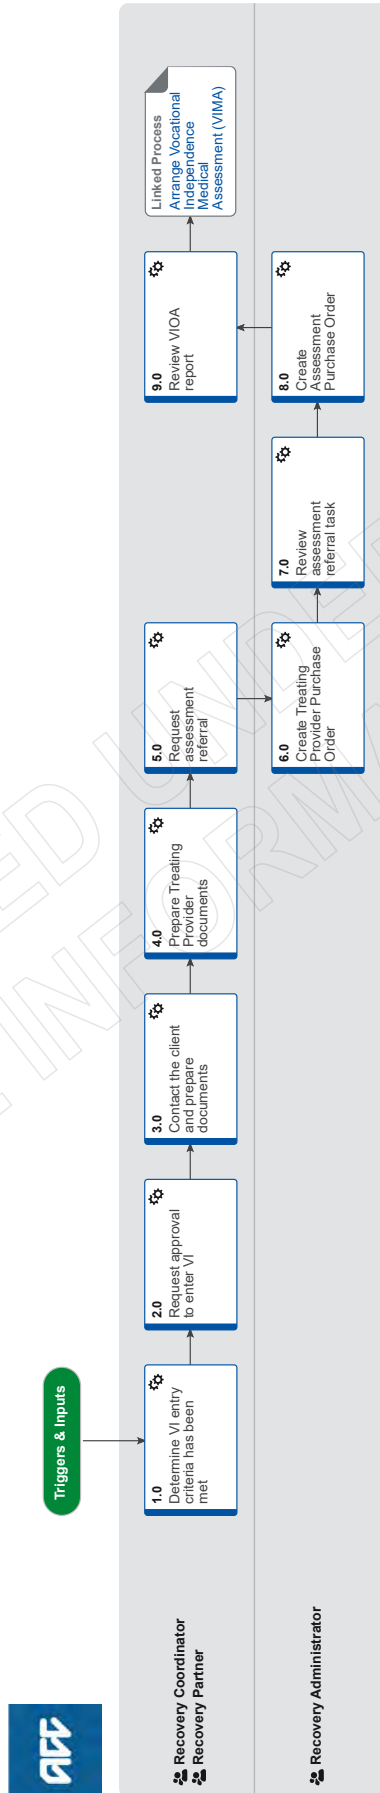 Triggers & Inputs
Recovery Coordinator
Recovery Partner
1.0
Determine VI entry
criteria has been
met
2.0
Request approval
to enter VI
3.0
Contact the client
and prepare
documents
4.0
Prepare Treating
Provider
documents
5.0
Request
assessment
referral
9.0
Review VIOA
report
Linked Process
Arrange Vocational
Independence
Medical
Assessment (VIMA)
Recovery Administrator
6.0
Create Treating
Provider Purchase
Order
7.0
Review
assessment
referral task
8.0
Create
Assessment
Purchase Order